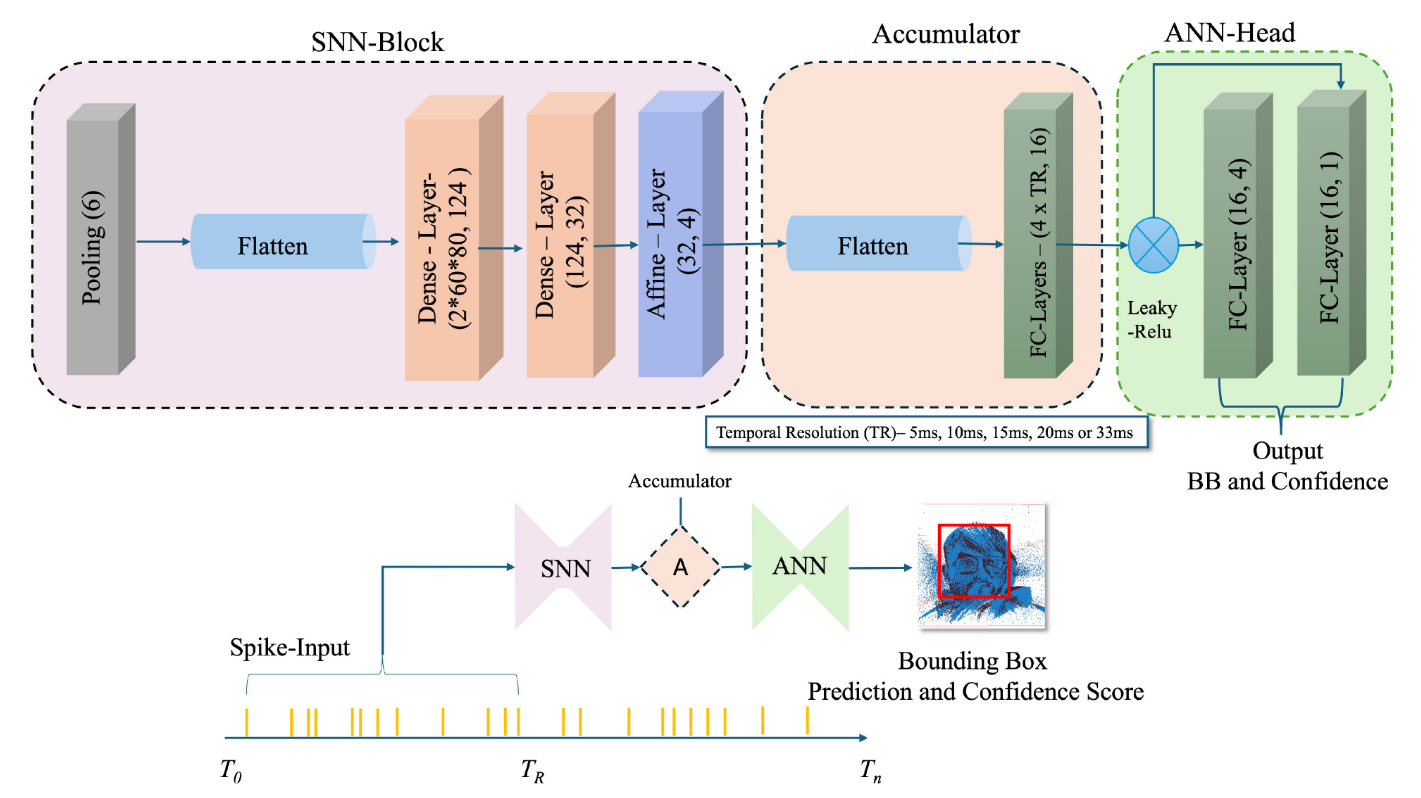 SNN-Block
Accumulator
ANN-Head
Pooling (6)
Flatten
Dense - Layer-
(2*60*80, 124 )
Dense – Layer
(124, 32)
Affine – Layer
(32, 4)
Flatten
FC-Layers – (4 x TR, 16)
Leaky
-Relu
FC-Layer (16, 4)
FC-Layer (16, 1)
Temporal Resolution (TR)– 5ms, 10ms, 15ms, 20ms or 33ms
Output
BB and Confidence
Accumulator
SNN
A
ANN
Spike-Input
Bounding Box
Prediction and Confidence Score
T0
TR
Tn